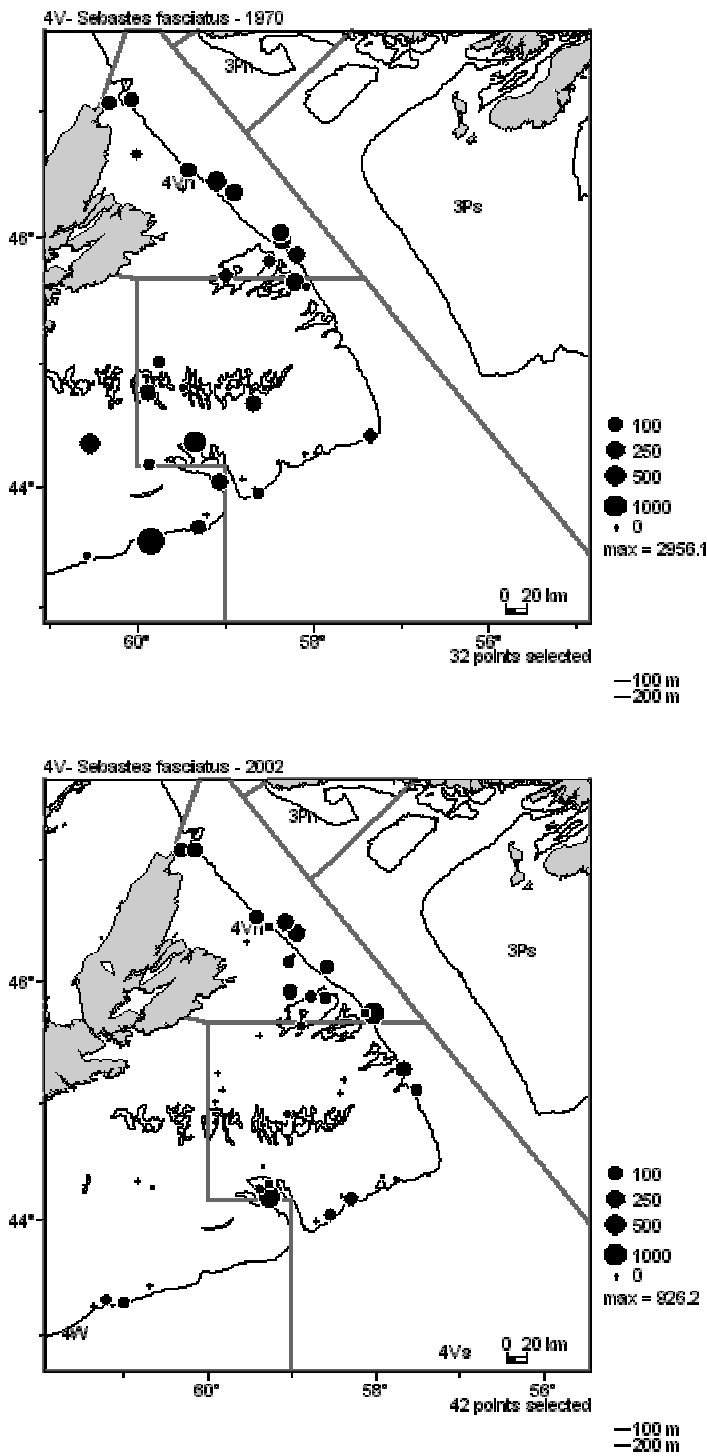 4V- Sebastes fasciatus - 1970
3Pn
4Vn
3Ps
46°
44°
100
250
500
1000
0
max = 2956.1
0 20 km
60°
58°
56°
32 points selected
100 m
200 m
4V- Sebastes fasciatus - 2002
3Pn
4Vn
3Ps
46°
44°
100
250
500
1000
0
max = 926.2
4W
4Vs
0 20 km
60°
58°
56°
42 points selected
100 m
200 m